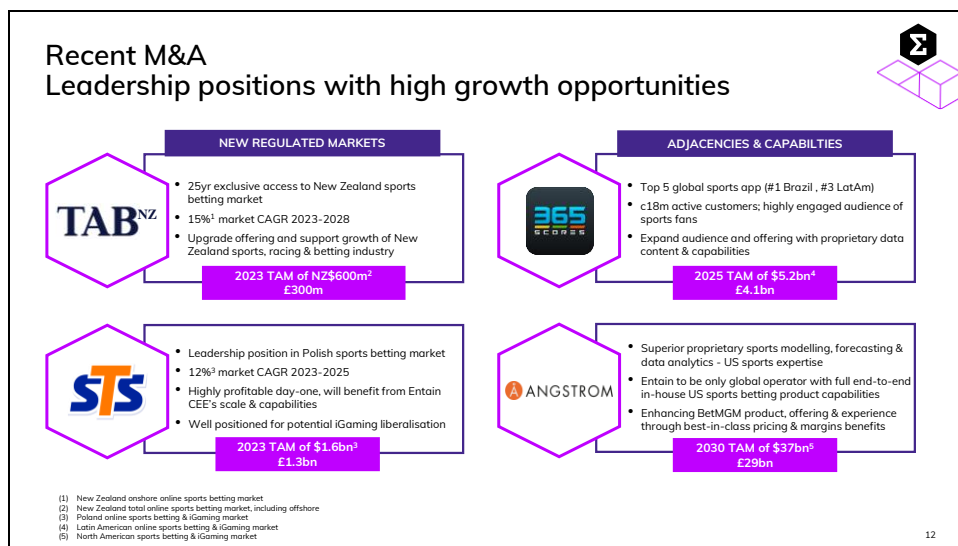 Recent M&A
Leadership positions with high growth opportunities
Σ
NEW REGULATED MARKETS
TAB NZ
• 25yr exclusive access to New Zealand sports
betting market
• 15%¹ market CAGR 2023-2028
• Upgrade offering and support growth of New
Zealand sports, racing & betting industry
2023 TAM of NZ$600m²
£300m
STS
• Leadership position in Polish sports betting market
• 12%³ market CAGR 2023-2025
• Highly profitable day-one, will benefit from Entain
CEE's scale & capabilities
• Well positioned for potential iGaming liberalisation
2023 TAM of $1.6bn³
£1.3bn
ADJACENCIES & CAPABILTIES
365
SCORES
• Top 5 global sports app (#1 Brazil , #3 LatAm)
• c18m active customers; highly engaged audience of
sports fans
• Expand audience and offering with proprietary data
content & capabilities
2025 TAM of $5.2bn⁴
£4.1bn
Å ANGSTROM
• Superior proprietary sports modelling, forecasting &
data analytics - US sports expertise
• Entain to be only global operator with full end-to-end
in-house US sports betting product capabilities
• Enhancing BetMGM product, offering & experience
through best-in-class pricing & margins benefits
2030 TAM of $37bn⁵
£29bn
(1) New Zealand onshore online sports betting market
(2) New Zealand total online sports betting market, including offshore
(3) Poland online sports betting & iGaming market
(4) Latin American online sports betting & iGaming market
(5) North American sports betting & iGaming market
12